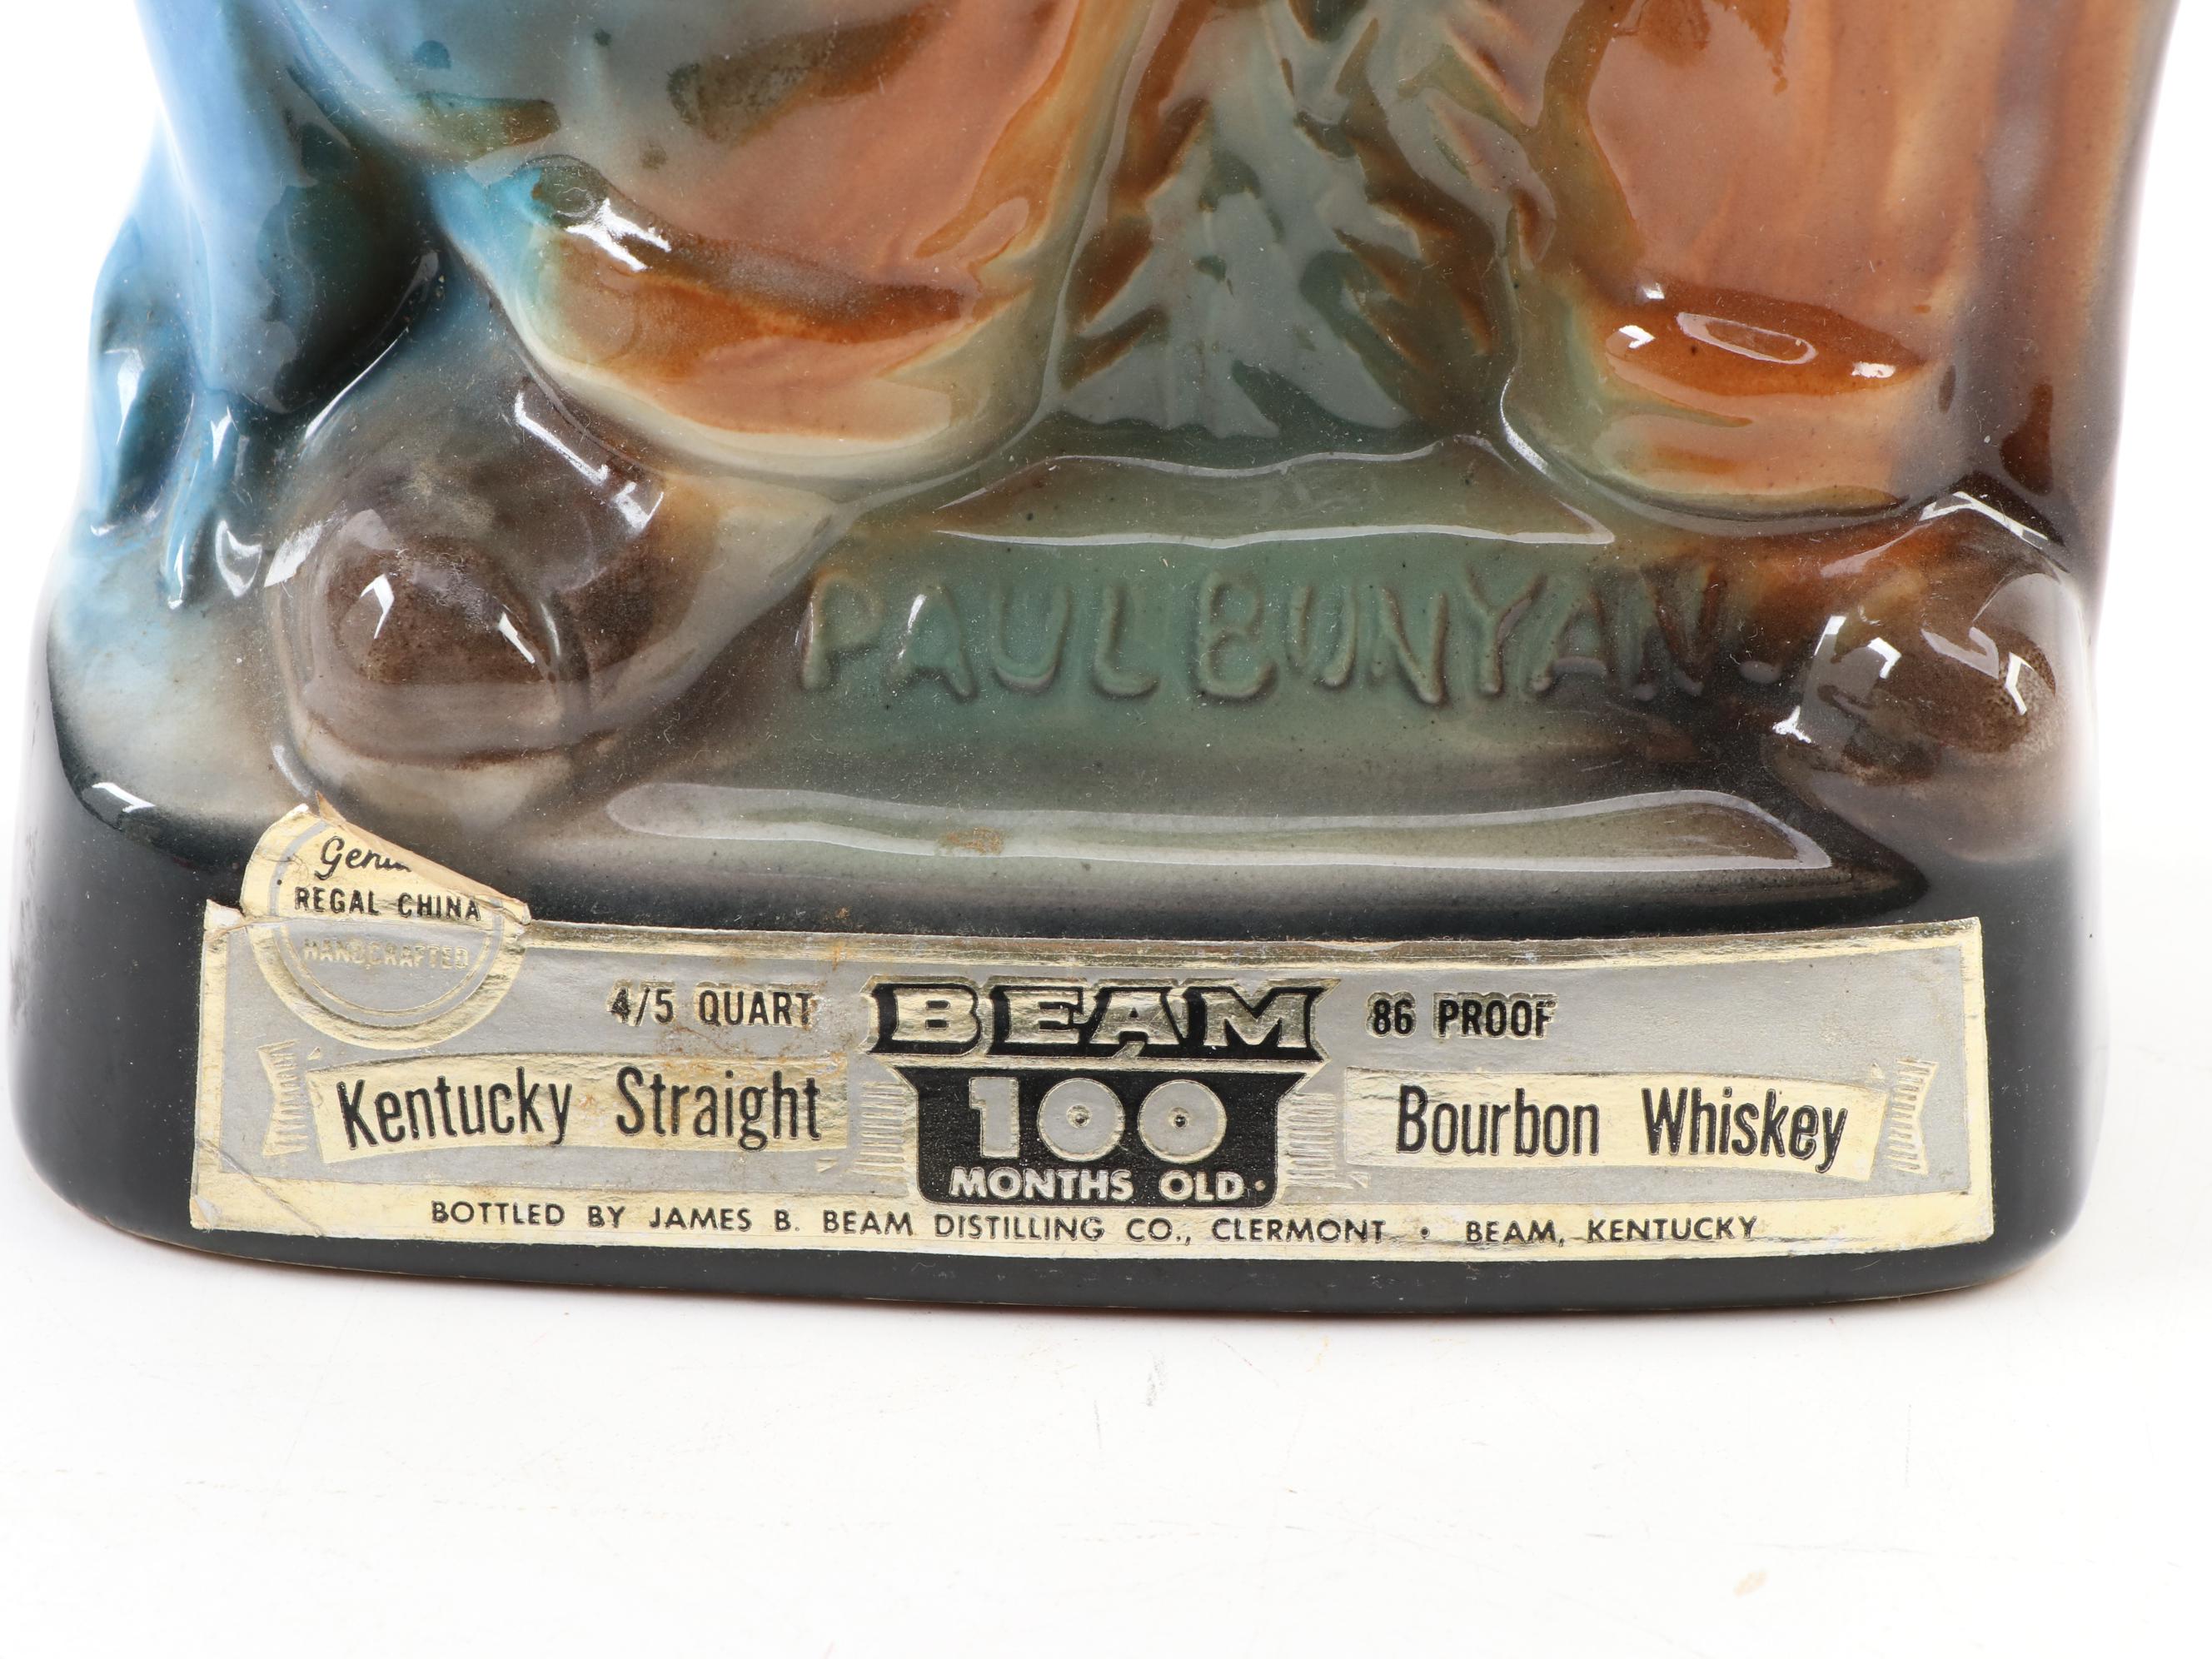 PAUL BUNYAN
REGAL CHINA
HANDCRAFTED
4/5 QUART BEAM 86 PROOF
Kentucky Straight 100 Bourbon Whiskey
MONTHS OLD
BOTTLED BY JAMES B. BEAM DISTILLING CO., CLERMONT • BEAM, KENTUCKY